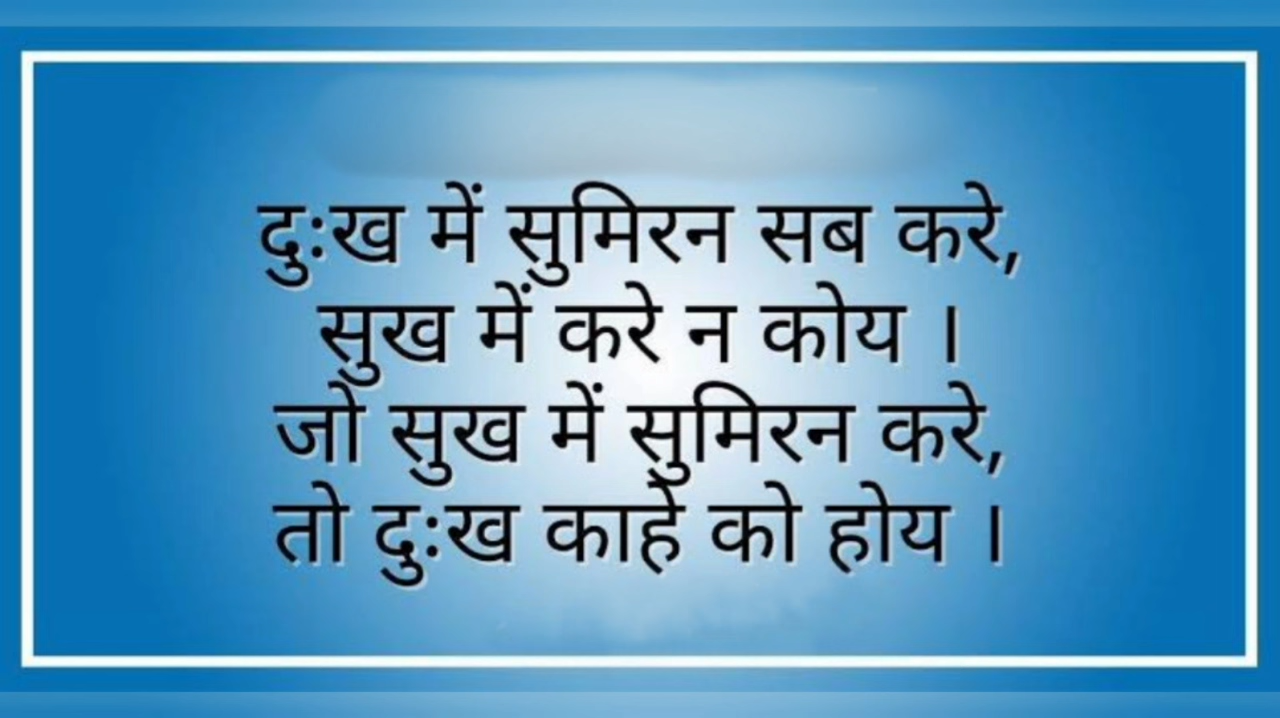 दुःख में सुमिरन सब करे,
सुख में करे न कोय ।
जो सुख में सुमिरन करे,
तो दुःख काहे को होय ।